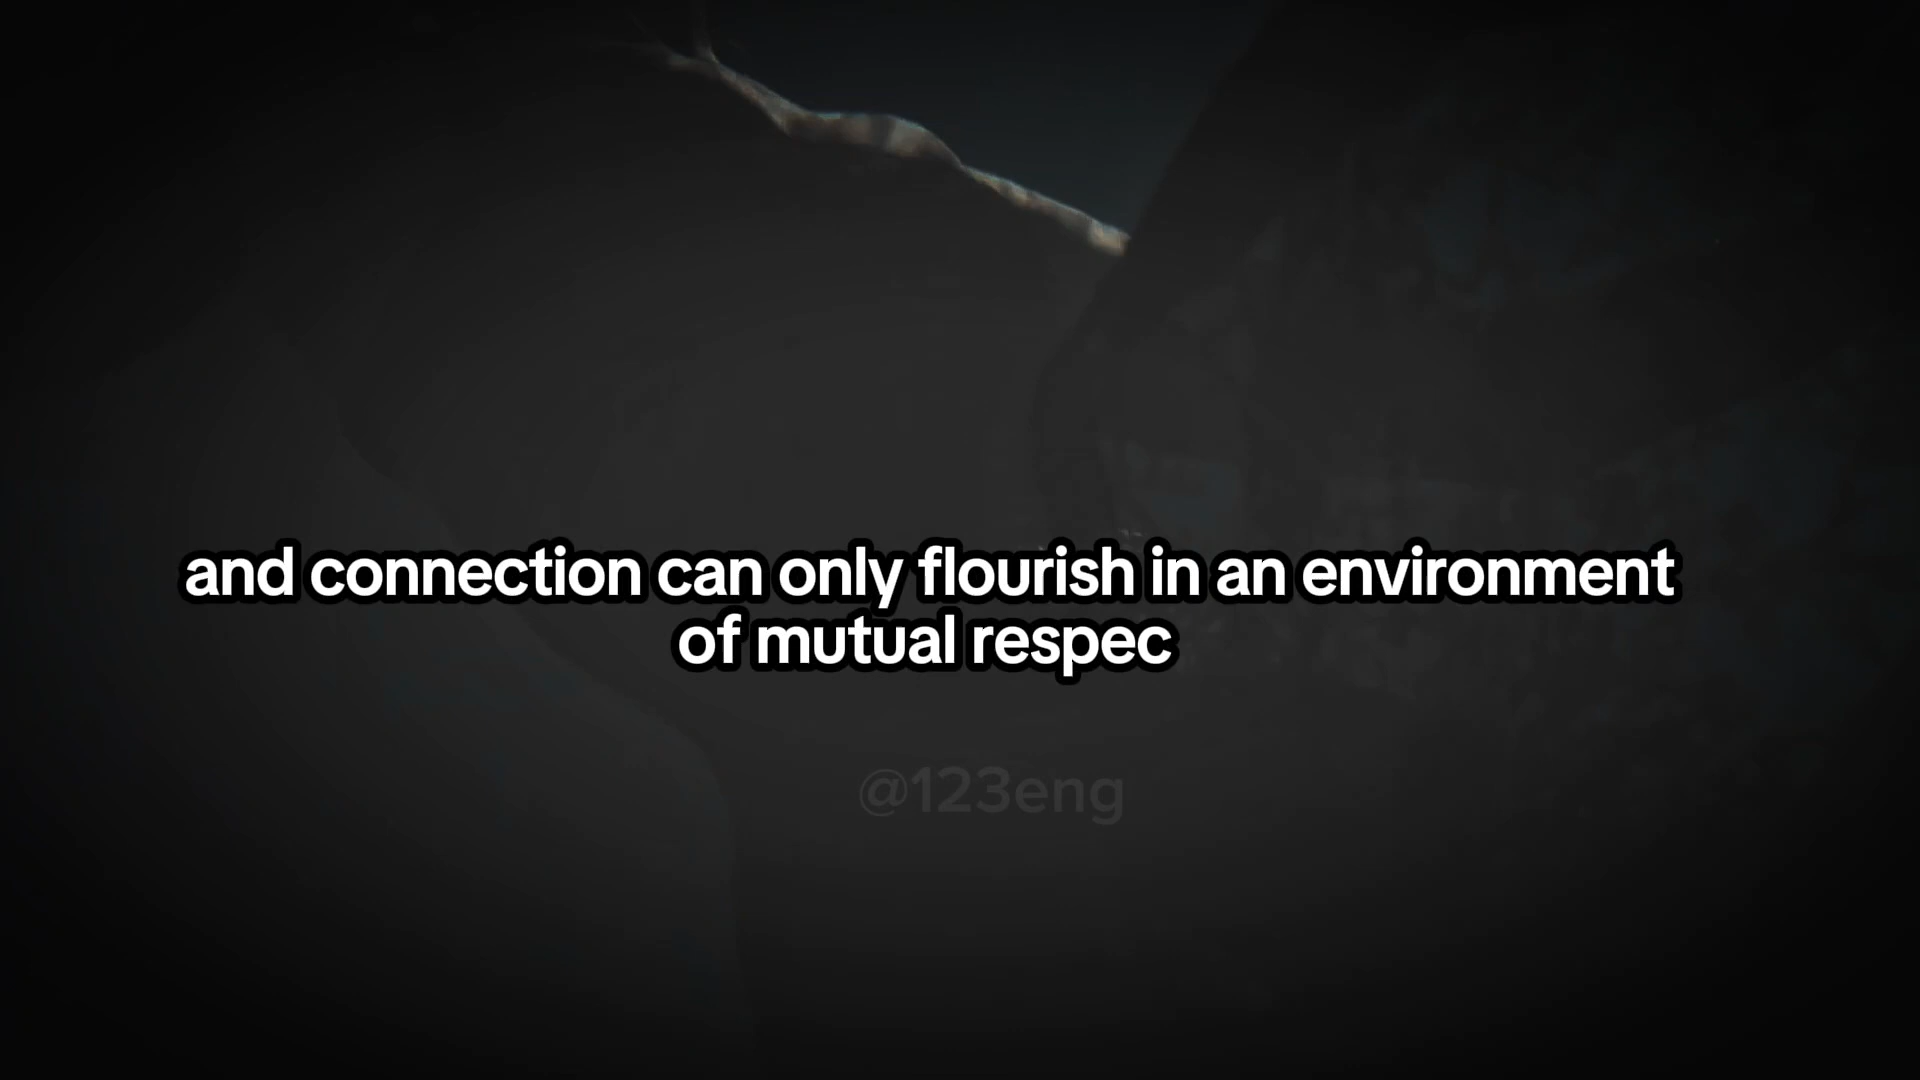 and connection can only flourish in an environment
of mutual respec
@123eng